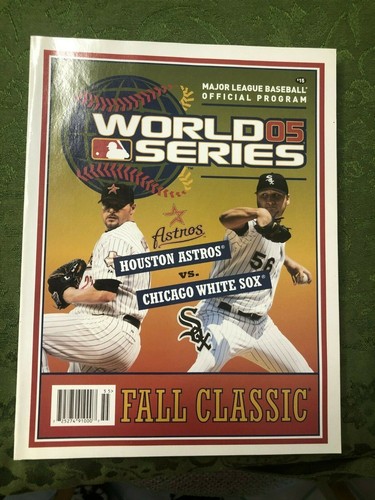 $15
MAJOR LEAGUE BASEBALL®
OFFICIAL PROGRAM
WORLD 05
SERIES
Sox
Astros
HOUSTON ASTROS®
vs.
CHICAGO WHITE SOX®
56
Sox
FALL CLASSIC